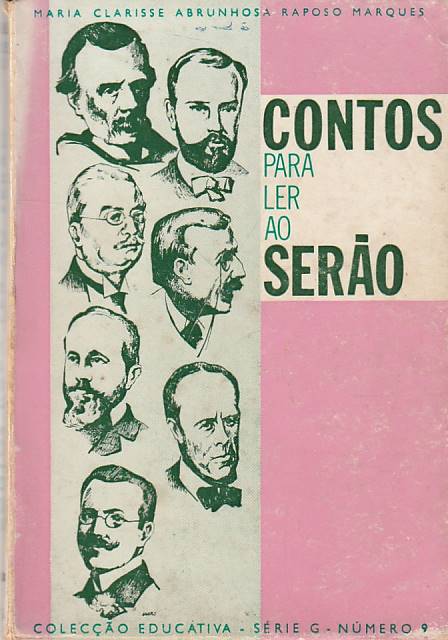 MARIA CLARISSE ABRUNHOSA RAPOSO MARQUES
CONTOS
PARA
LER
AO
SERÃO
COLECÇÃO EDUCATIVA - SÉRIE G - NÚMERO 9